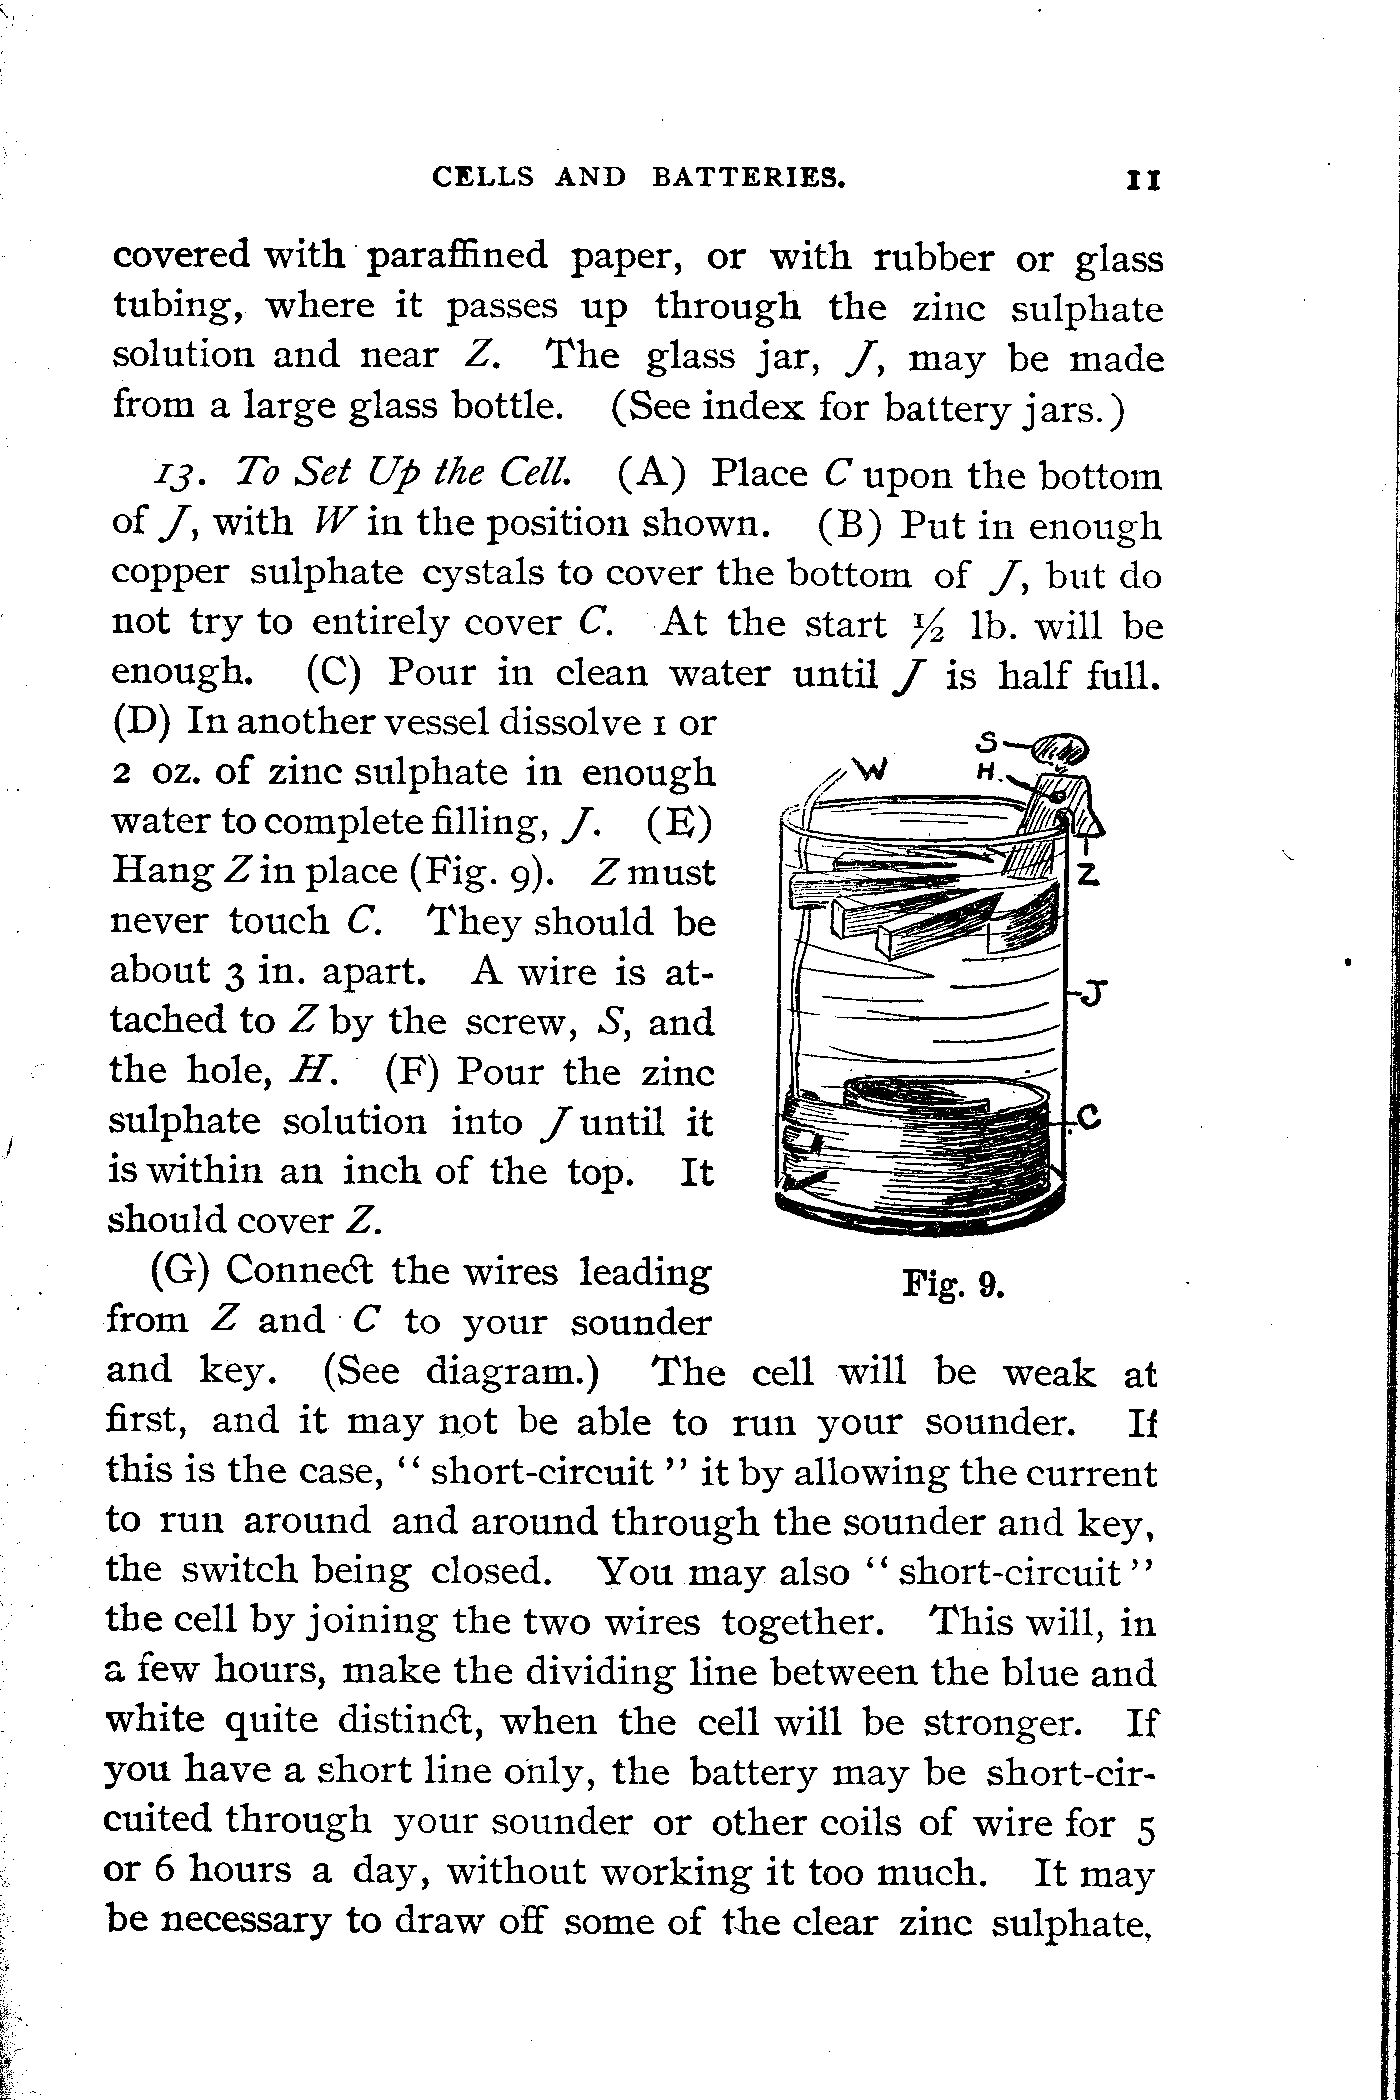 CELLS AND BATTERIES. 11
covered with paraffined paper, or with rubber or glass
tubing, where it passes up through the zinc sulphate
solution and near Z. The glass jar, J, may be made
from a large glass bottle. (See index for battery jars.)
13. To Set Up the Cell. (A) Place C upon the bottom
of J, with W in the position shown. (B) Put in enough
copper sulphate cystals to cover the bottom of J, but do
not try to entirely cover C. At the start ½ lb. will be
enough. (C) Pour in clean water until J is half full.
(D) In another vessel dissolve 1 or
2 oz. of zinc sulphate in enough
water to complete filling, J. (E)
Hang Z in place (Fig. 9). Z must
never touch C. They should be
about 3 in. apart. A wire is at-
tached to Z by the screw, S, and
the hole, H. (F) Pour the zinc
sulphate solution into J until it
is within an inch of the top. It
should cover Z.
S
H
W
Z
J
C
Fig. 9.
(G) Connect the wires leading
from Z and C to your sounder
and key. (See diagram.) The cell will be weak at
first, and it may not be able to run your sounder. If
this is the case, "short-circuit" it by allowing the current
to run around and around through the sounder and key,
the switch being closed. You may also "short-circuit"
the cell by joining the two wires together. This will, in
a few hours, make the dividing line between the blue and
white quite distinct, when the cell will be stronger. If
you have a short line only, the battery may be short-cir-
cuited through your sounder or other coils of wire for 5
or 6 hours a day, without working it too much. It may
be necessary to draw off some of the clear zinc sulphate,